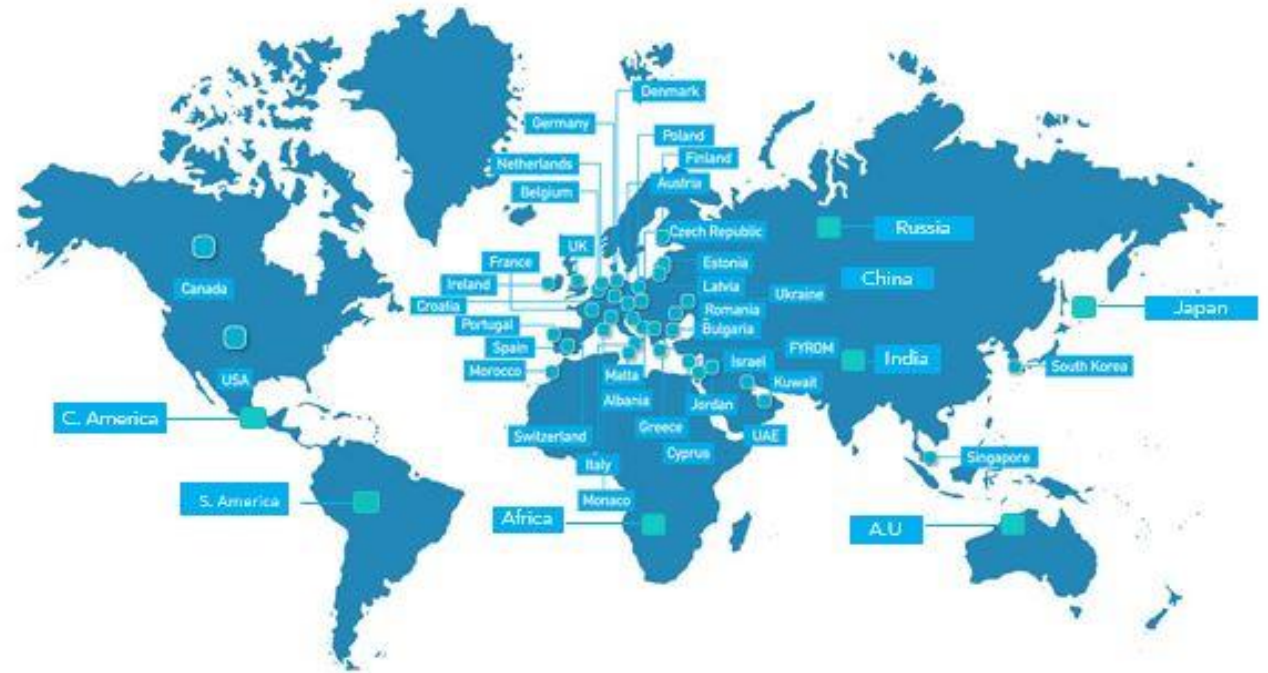 Denmark
Germany
Poland
Netherlands
Finland
Belgium
Austria
Czech Republic
Russia
UK
France
Estonia
China
Ireland
Canada
Latvia
Ukraine
Croatia
Romania
Japan
Portugal
Bulgaria
Spain
FYROM
Israel
India
Morocco
South Korea
USA
Malta
Kuwait
Albania
Jordan
C. America
Greece
Switzerland
UAE
Cyprus
Singapore
Italy
S. America
Monaco
Africa
A.U